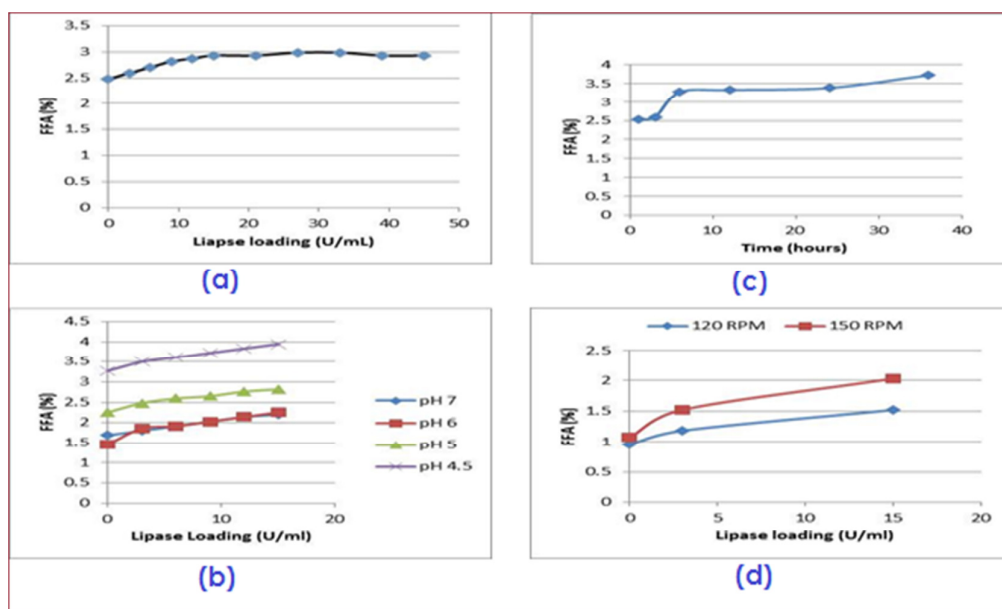 3.5
3
2.5
2
1.5
1
0.5
0
FFA (%)
0 10 20 30 40 50
Liapse loading (U/mL)
(a)
4
3.5
3
2.5
2
1.5
1
0.5
0
FFA (%)
0 10 20 30 40
Time (hours)
(c)
4.5
4
3.5
3
2.5
2
1.5
1
0.5
0
FFA (%)
0 10 20
Lipase Loading (U/ml)
pH 7
pH 6
pH 5
pH 4.5
(b)
120 RPM 150 RPM
2.5
2
1.5
1
0.5
0
FFA (%)
0 5 10 15 20
Lipase loading (U/ml)
(d)